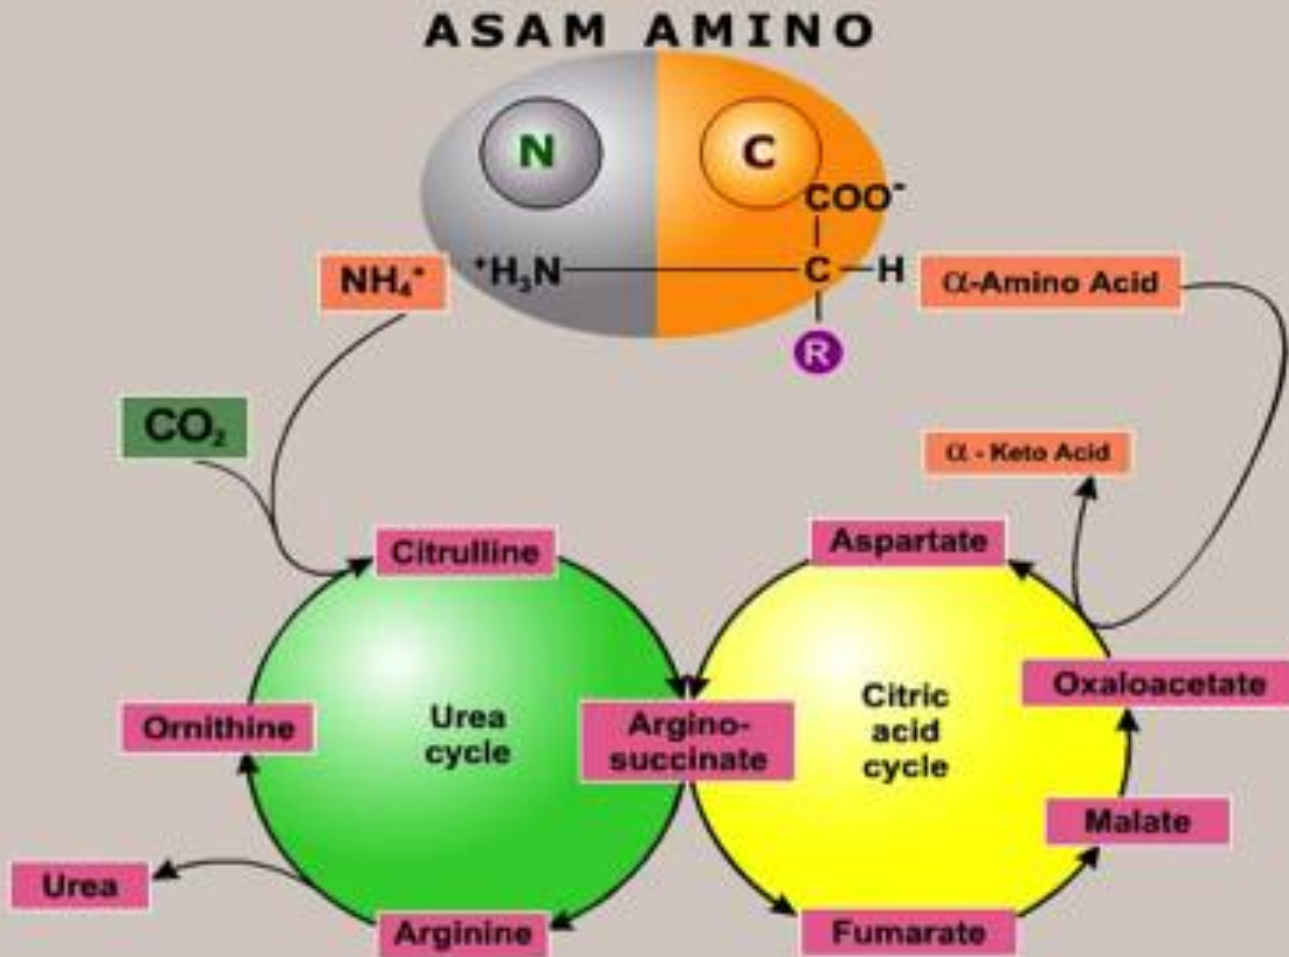 ASAM AMINO
N
C
COO⁻
NH₄⁺
⁺H₃N
C
H
α-Amino Acid
R
CO₂
α - Keto Acid
Citrulline
Aspartate
Ornithine
Urea
cycle
Argino-
succinate
Citric
acid
cycle
Oxaloacetate
Malate
Urea
Arginine
Fumarate